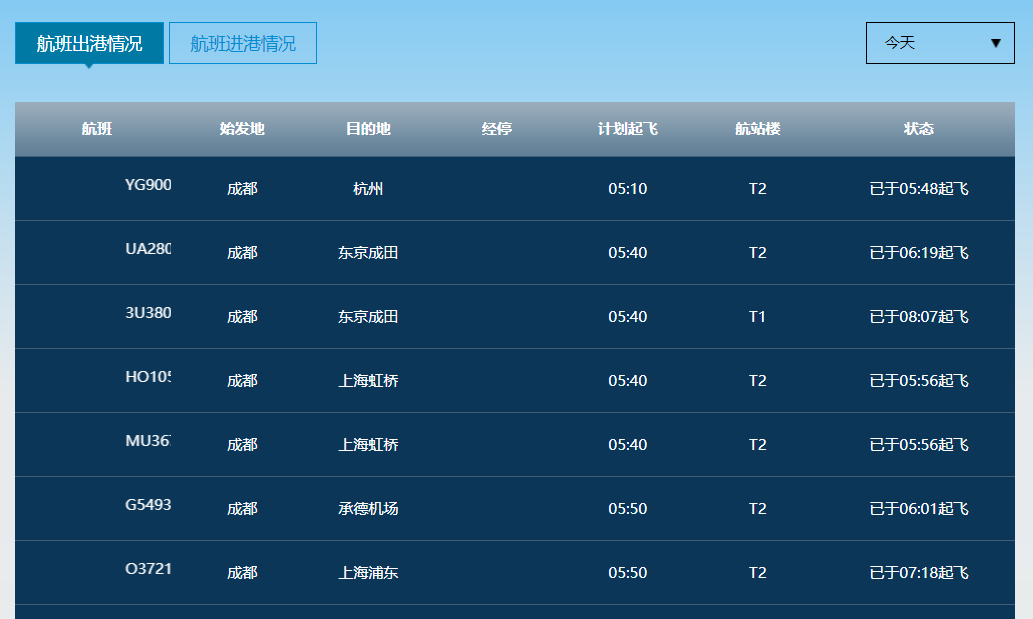 航班出港情况 航班进港情况 今天 ▼
航班 始发地 目的地 经停 计划起飞 航站楼 状态
YG900 成都 杭州 05:10 T2 已于05:48起飞
UA280 成都 东京成田 05:40 T2 已于06:19起飞
3U380 成都 东京成田 05:40 T1 已于08:07起飞
HO105 成都 上海虹桥 05:40 T2 已于05:56起飞
MU36 成都 上海虹桥 05:40 T2 已于05:56起飞
G5493 成都 承德机场 05:50 T2 已于06:01起飞
O3721 成都 上海浦东 05:50 T2 已于07:18起飞